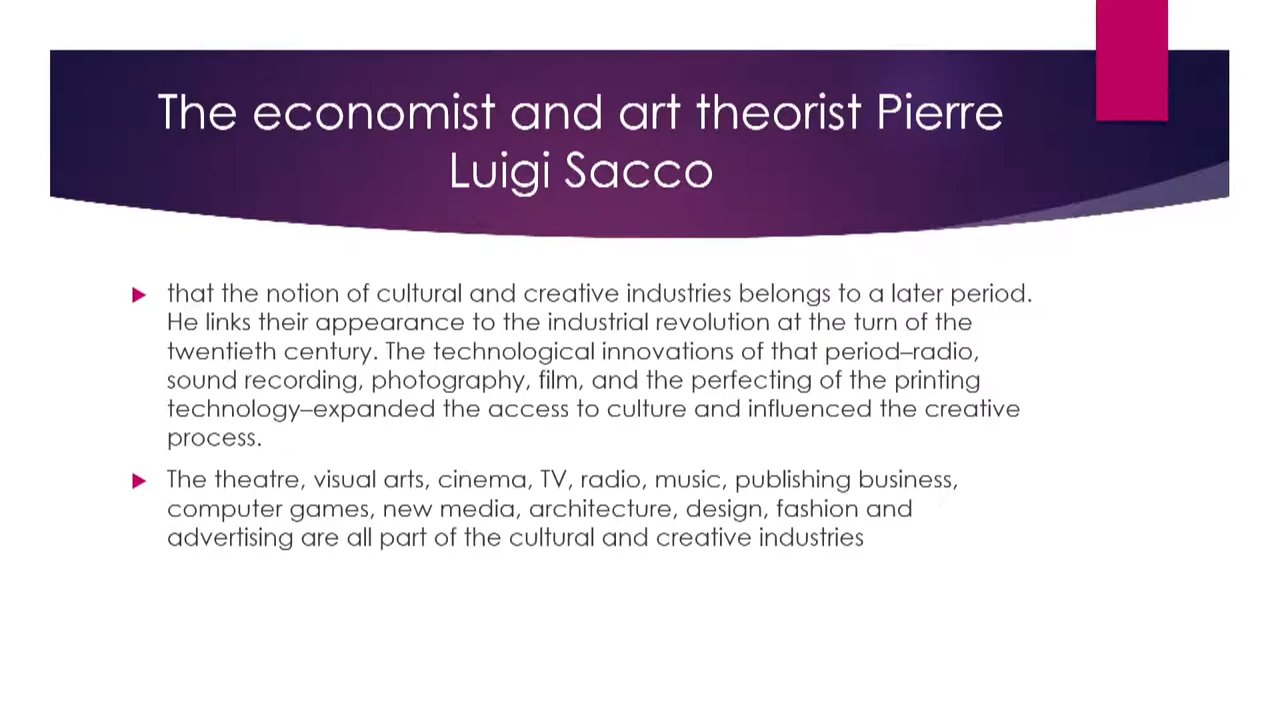 The economist and art theorist Pierre
Luigi Sacco
that the notion of cultural and creative industries belongs to a later period.
He links their appearance to the industrial revolution at the turn of the
twentieth century. The technological innovations of that period–radio,
sound recording, photography, film, and the perfecting of the printing
technology–expanded the access to culture and influenced the creative
process.
The theatre, visual arts, cinema, TV, radio, music, publishing business,
computer games, new media, architecture, design, fashion and
advertising are all part of the cultural and creative industries